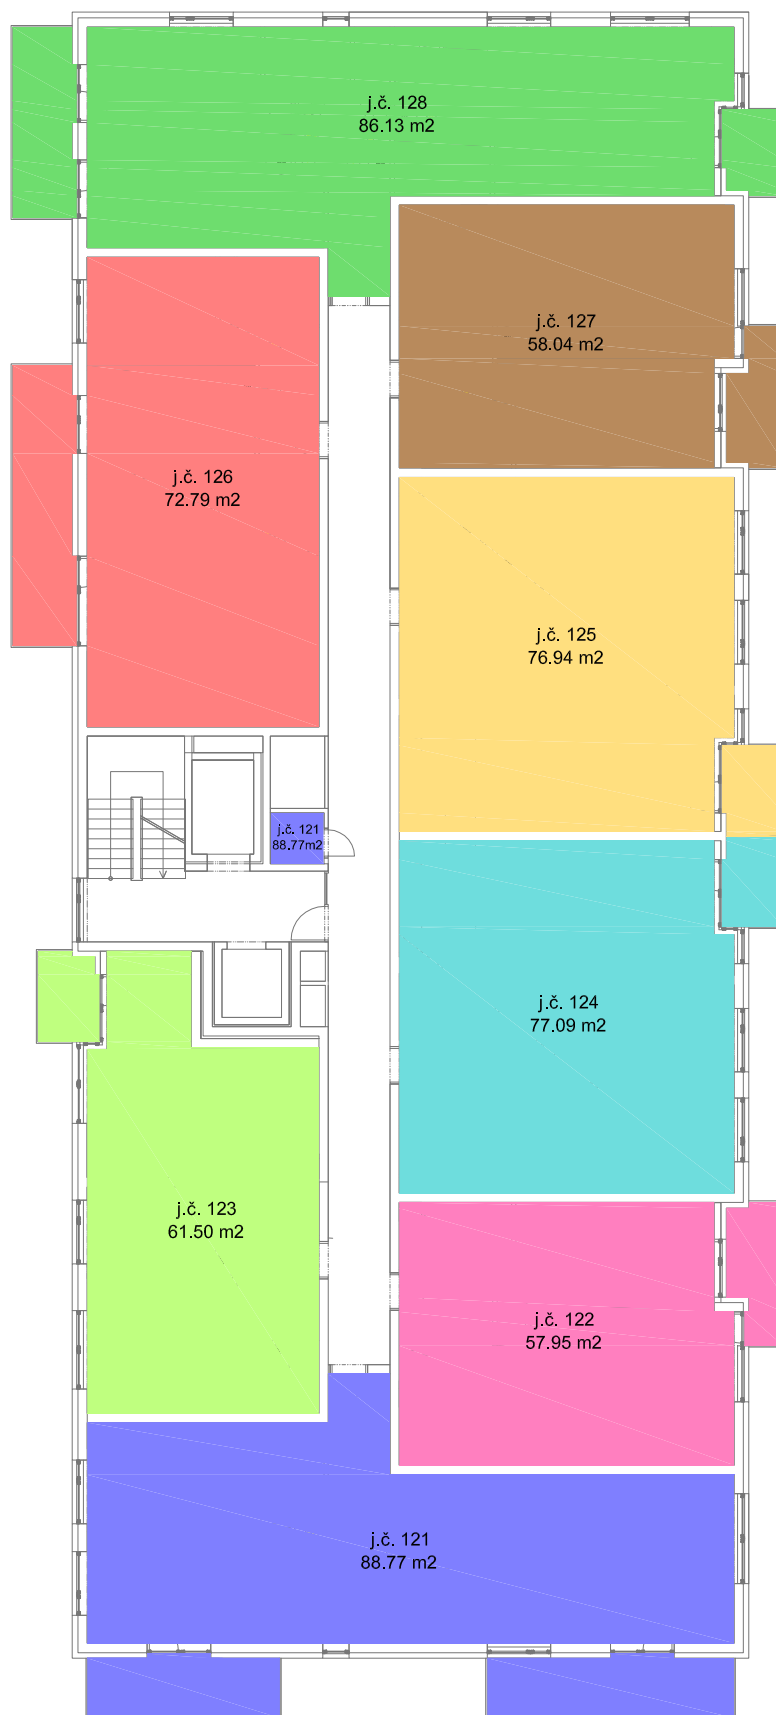 j.č. 128
86.13 m2
j.č. 127
58.04 m2
j.č. 126
72.79 m2
j.č. 125
76.94 m2
j.č. 121
88.77m2
j.č. 124
77.09 m2
j.č. 123
61.50 m2
j.č. 122
57.95 m2
j.č. 121
88.77 m2